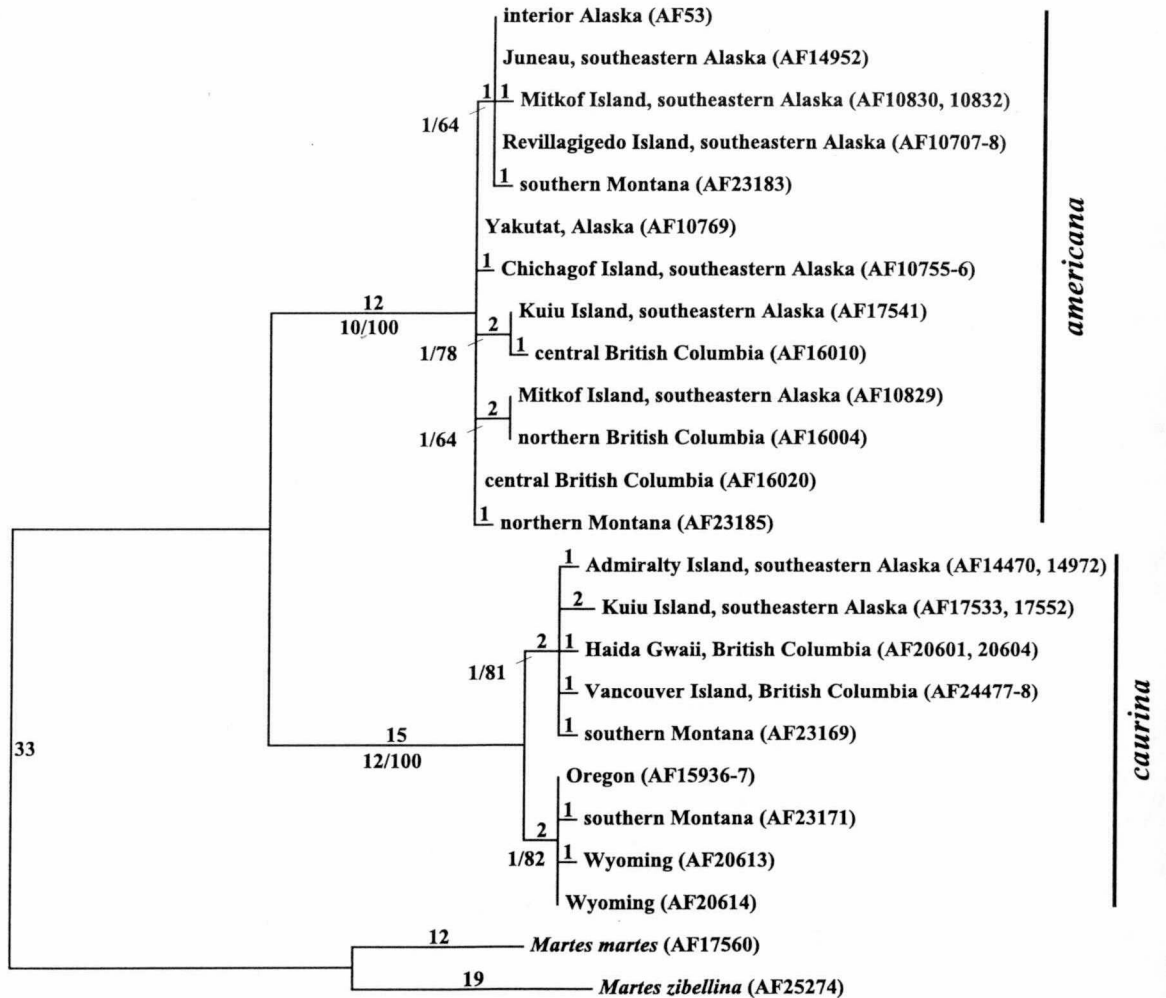 interior Alaska (AF53)
Juneau, southeastern Alaska (AF14952)
1 1 Mitkof Island, southeastern Alaska (AF10830, 10832)
1/64
Revillagigedo Island, southeastern Alaska (AF10707-8)
1 southern Montana (AF23183)
Yakutat, Alaska (AF10769)
1 Chichagof Island, southeastern Alaska (AF10755-6)
12
10/100
Kuiu Island, southeastern Alaska (AF17541)
2
1/78
1 central British Columbia (AF16010)
Mitkof Island, southeastern Alaska (AF10829)
2
1/64
northern British Columbia (AF16004)
central British Columbia (AF16020)
1 northern Montana (AF23185)
americana
1 Admiralty Island, southeastern Alaska (AF14470, 14972)
2 Kuiu Island, southeastern Alaska (AF17533, 17552)
2
1/81
1 Haida Gwaii, British Columbia (AF20601, 20604)
1 Vancouver Island, British Columbia (AF24477-8)
1 southern Montana (AF23169)
15
12/100
33
Oregon (AF15936-7)
1 southern Montana (AF23171)
2
1/82
1 Wyoming (AF20613)
Wyoming (AF20614)
caurina
12 Martes martes (AF17560)
19 Martes zibellina (AF25274)